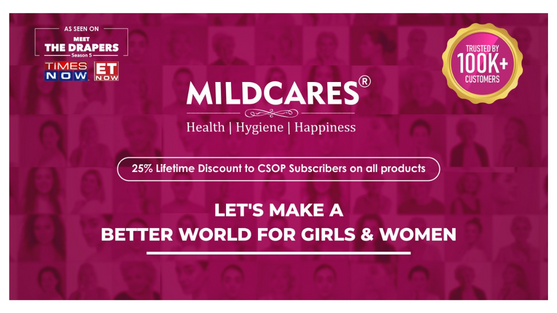 AS SEEN ON
MEET
THE DRAPERS
Season 5
TIMES NOW
ET NOW
TRUSTED BY
100K+
CUSTOMERS
MILDCARES®
Health | Hygiene | Happiness
25% Lifetime Discount to CSOP Subscribers on all products
LET'S MAKE A
BETTER WORLD FOR GIRLS & WOMEN